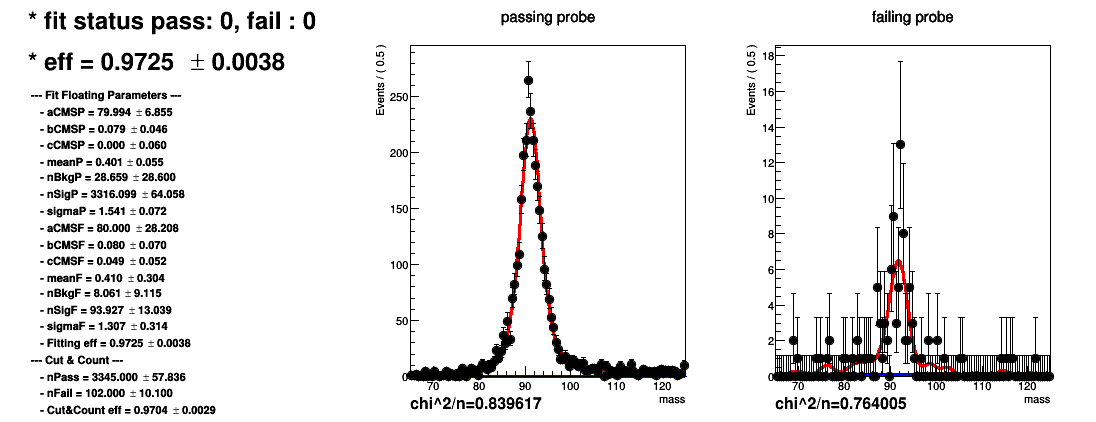 * fit status pass: 0, fail : 0
* eff = 0.9725 ± 0.0038
--- Fit Floating Parameters ---
- aCMSP = 79.994 ± 6.855
- bCMSP = 0.079 ± 0.046
- cCMSP = 0.000 ± 0.060
- meanP = 0.401 ± 0.055
- nBkgP = 28.659 ± 28.600
- nSigP = 3316.099 ± 64.058
- sigmaP = 1.541 ± 0.072
- aCMSF = 80.000 ± 28.208
- bCMSF = 0.080 ± 0.070
- cCMSF = 0.049 ± 0.052
- meanF = 0.410 ± 0.304
- nBkgF = 8.061 ± 9.115
- nSigF = 93.927 ± 13.039
- sigmaF = 1.307 ± 0.314
- Fitting eff = 0.9725 ± 0.0038
--- Cut & Count ---
- nPass = 3345.000 ± 57.836
- nFail = 102.000 ± 10.100
- Cut&Count eff = 0.9704 ± 0.0029
passing probe
Events / ( 0.5 )
250
200
150
100
50
0
70 80 90 100 110 120
mass
chi^2/n=0.839617
failing probe
Events / ( 0.5 )
18
16
14
12
10
8
6
4
2
0
70 80 90 100 110 120
mass
chi^2/n=0.764005